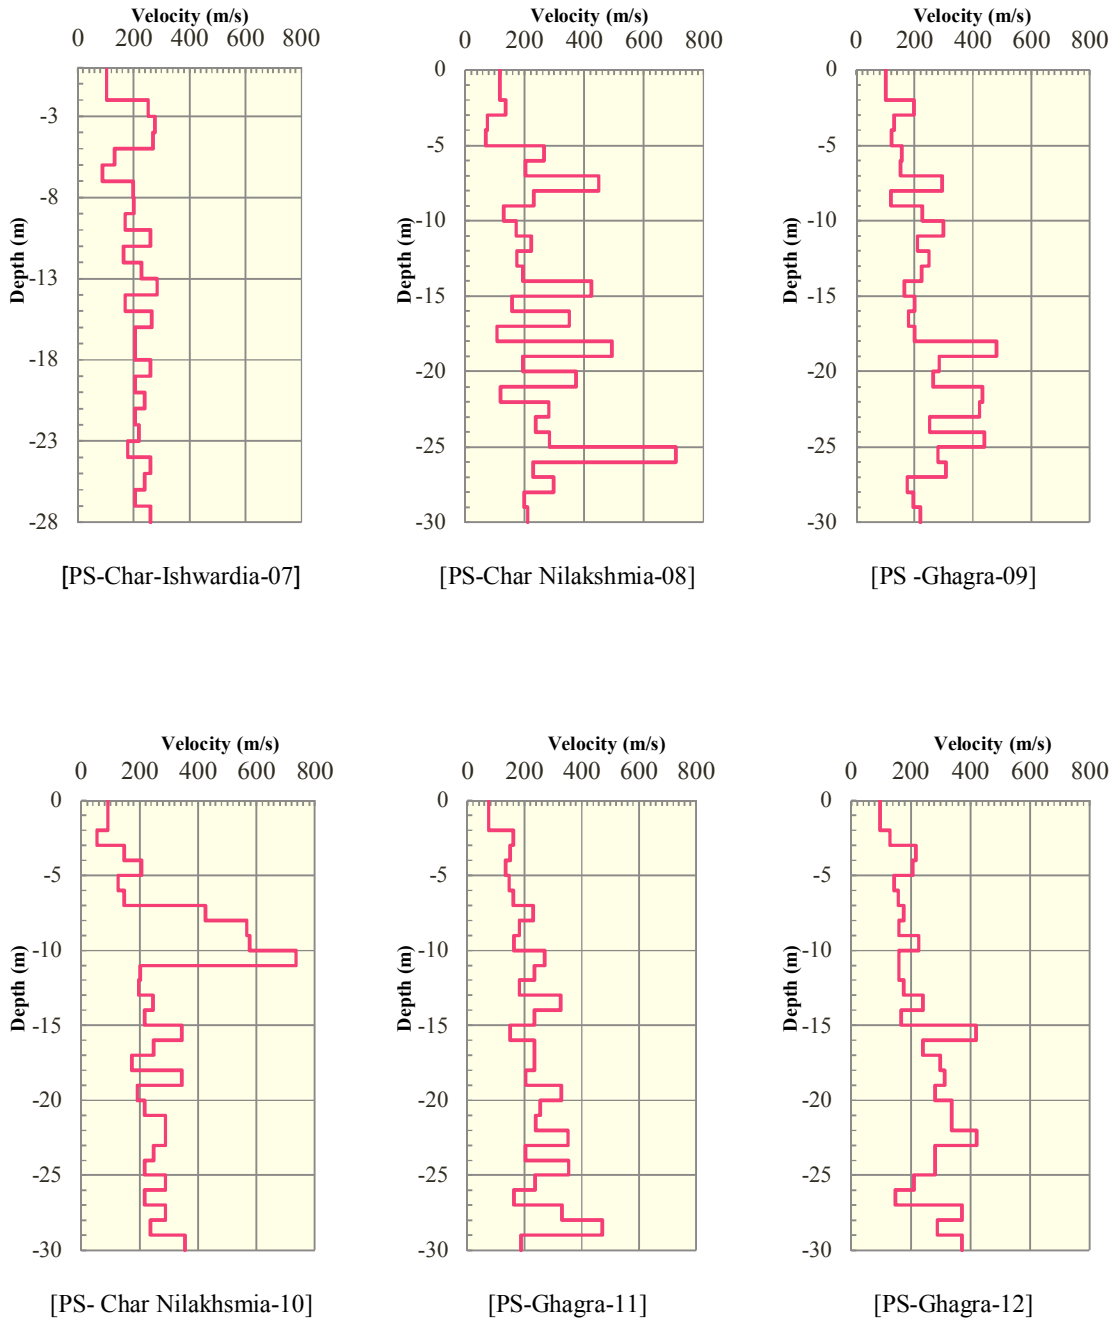 Velocity (m/s)
0 200 400 600 800
-3
-8
-13
-18
-23
-28
Depth (m)
[PS-Char-Ishwardia-07]
Velocity (m/s)
0 200 400 600 800
0
-5
-10
-15
-20
-25
-30
Depth (m)
[PS-Char Nilakshmia-08]
Velocity (m/s)
0 200 400 600 800
0
-5
-10
-15
-20
-25
-30
Depth (m)
[PS -Ghagra-09]
Velocity (m/s)
0 200 400 600 800
0
-5
-10
-15
-20
-25
-30
Depth (m)
[PS- Char Nilakhsmia-10]
Velocity (m/s)
0 200 400 600 800
0
-5
-10
-15
-20
-25
-30
Depth (m)
[PS-Ghagra-11]
Velocity (m/s)
0 200 400 600 800
0
-5
-10
-15
-20
-25
-30
Depth (m)
[PS-Ghagra-12]